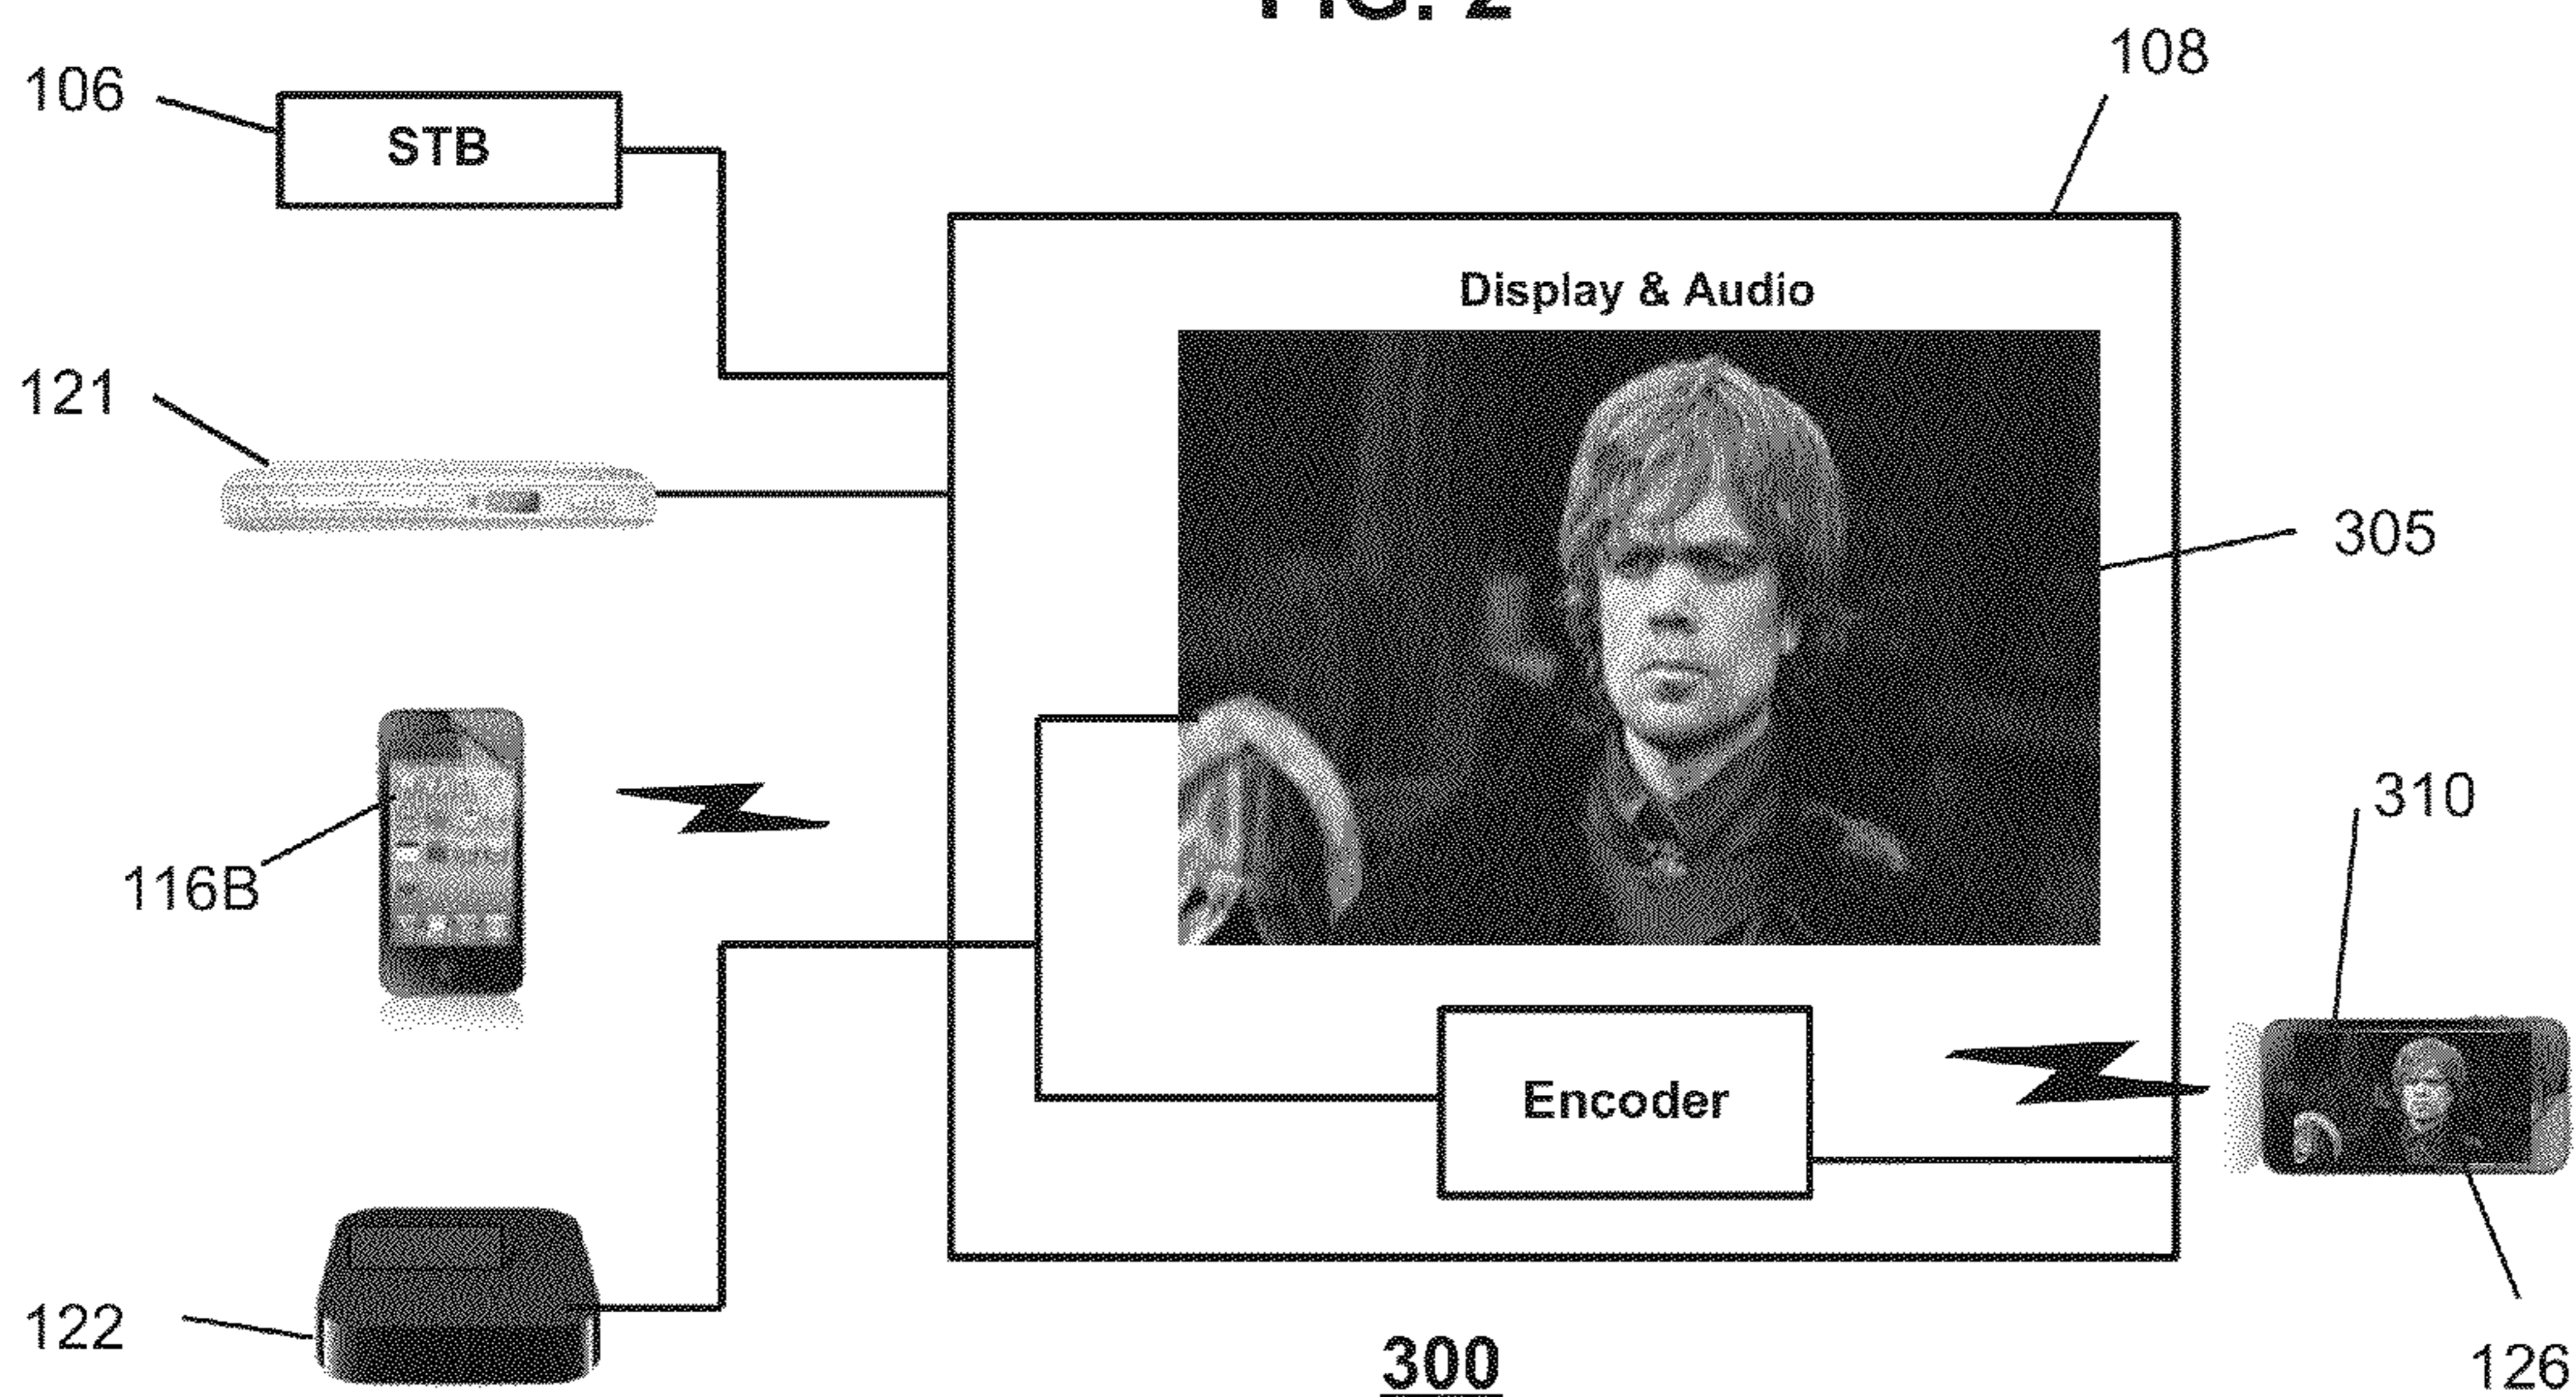 FIG. 2
108
106
STB
Display & Audio
121
305
310
116B
Encoder
122
300
126